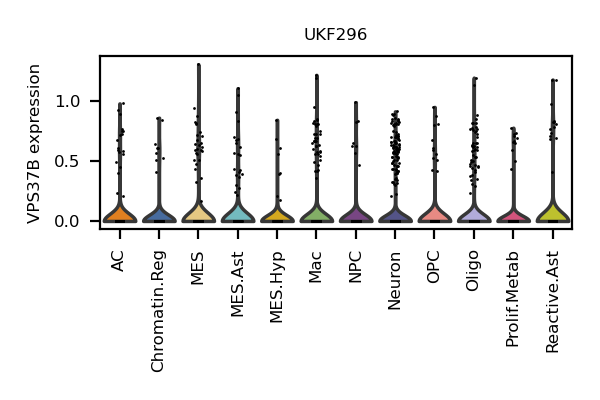 UKF296
VPS37B expression
1.0
0.5
0.0
AC
Chromatin.Reg
MES
MES.Ast
MES.Hyp
Mac
NPC
Neuron
OPC
Oligo
Prolif.Metab
Reactive.Ast